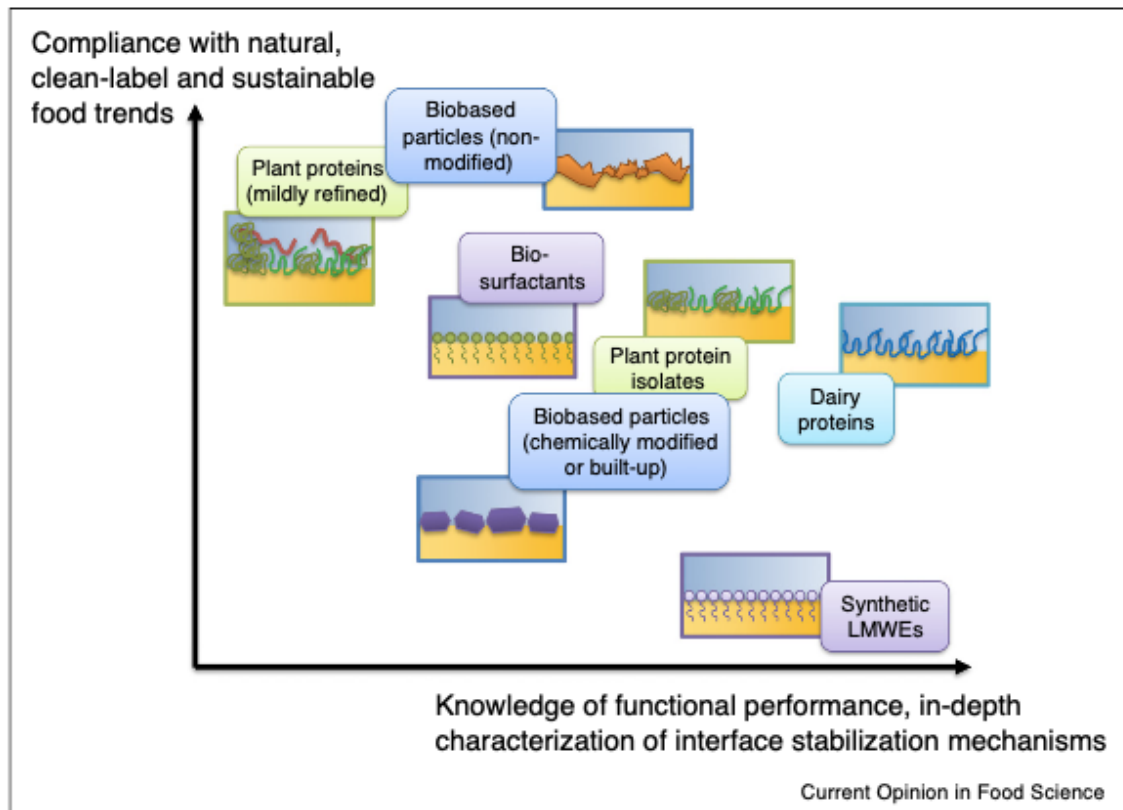 Compliance with natural,
clean-label and sustainable
food trends
Biobased
particles (non-
modified)
Plant proteins
(mildly refined)
Bio-
surfactants
Plant protein
isolates
Dairy
proteins
Biobased particles
(chemically modified
or built-up)
Synthetic
LMWEs
Knowledge of functional performance, in-depth
characterization of interface stabilization mechanisms
Current Opinion in Food Science